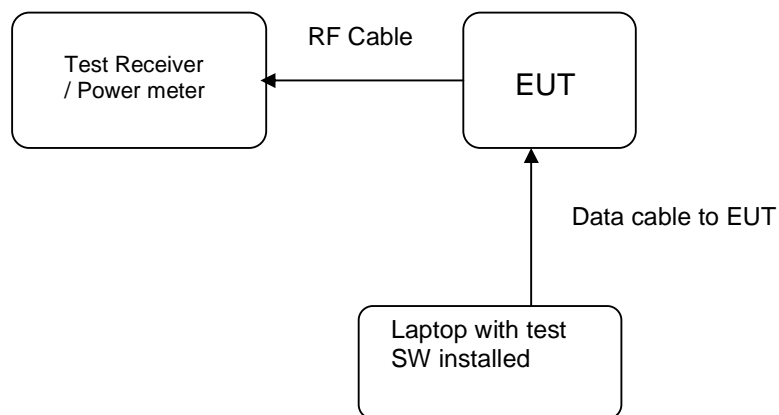 RF Cable
Test Receiver
/ Power meter
EUT
Data cable to EUT
Laptop with test
SW installed